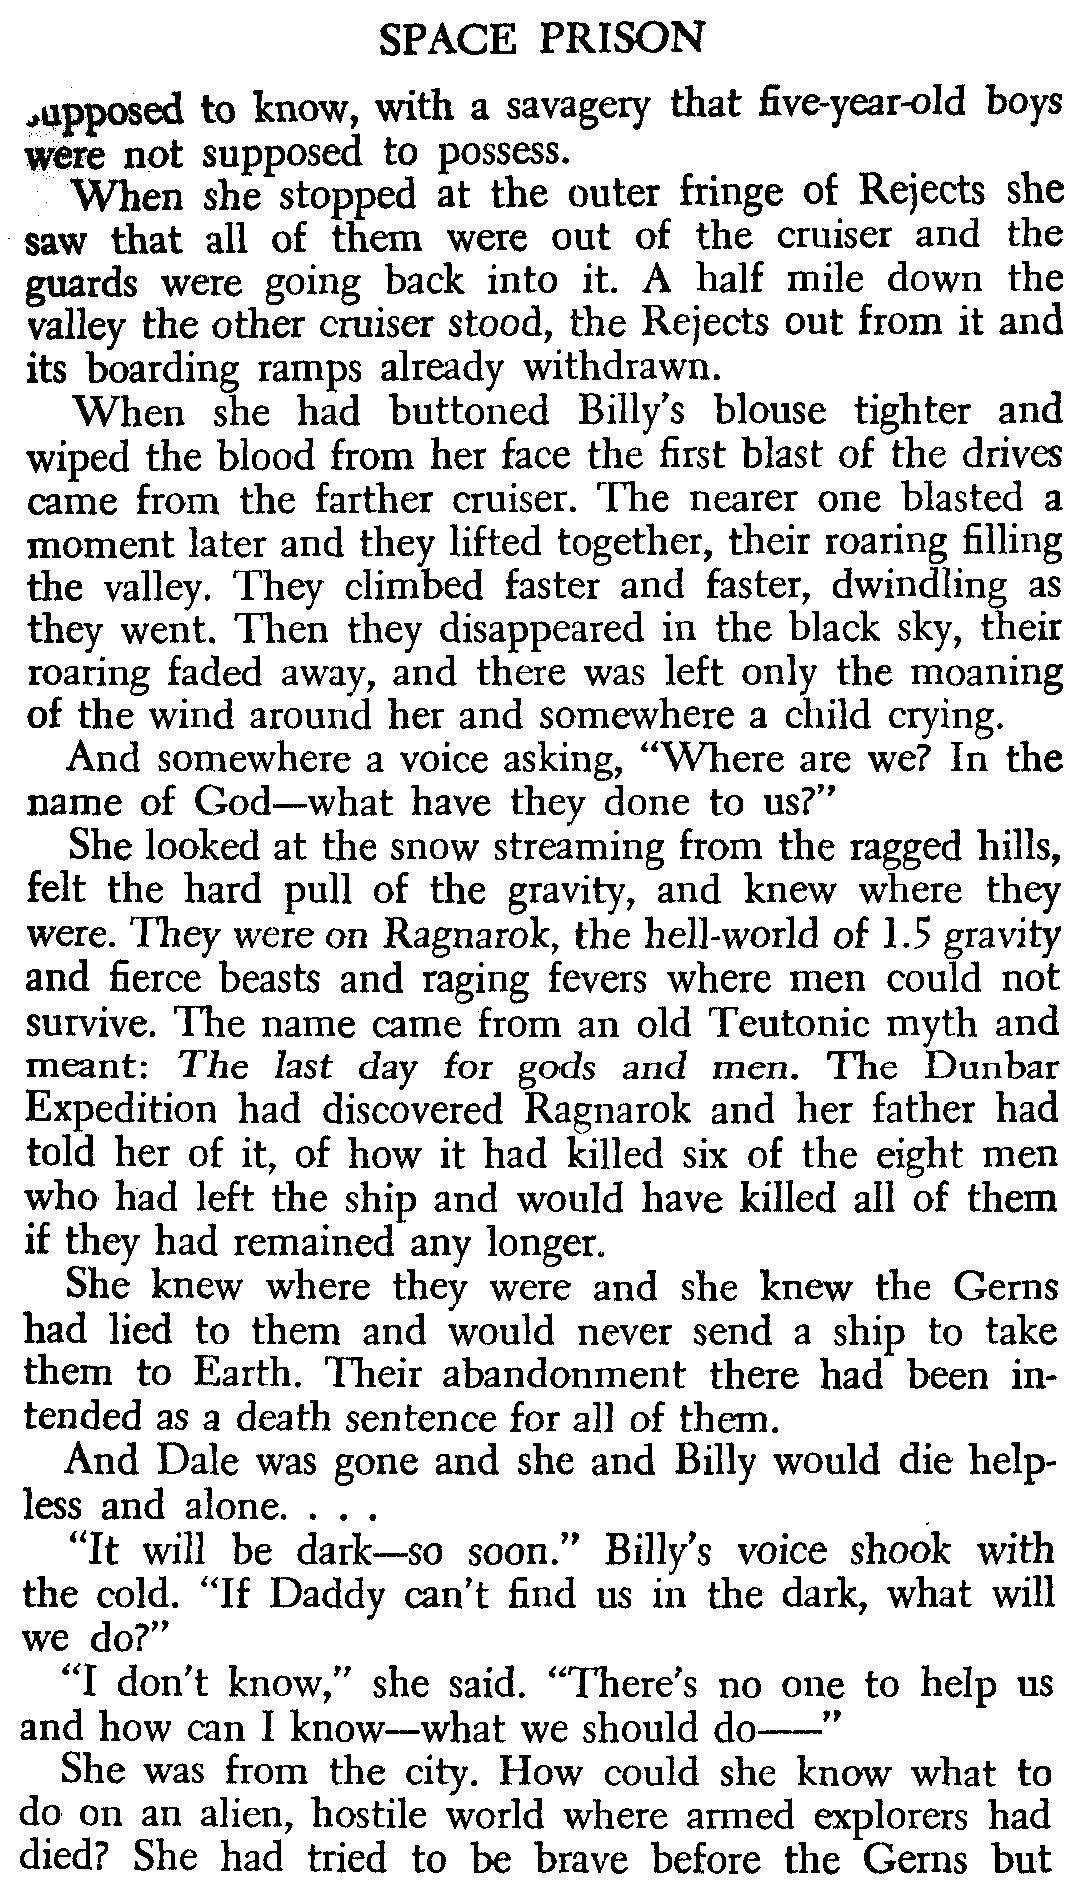 SPACE PRISON
supposed to know, with a savagery that five-year-old boys
were not supposed to possess.
When she stopped at the outer fringe of Rejects she
saw that all of them were out of the cruiser and the
guards were going back into it. A half mile down the
valley the other cruiser stood, the Rejects out from it and
its boarding ramps already withdrawn.
When she had buttoned Billy's blouse tighter and
wiped the blood from her face the first blast of the drives
came from the farther cruiser. The nearer one blasted a
moment later and they lifted together, their roaring filling
the valley. They climbed faster and faster, dwindling as
they went. Then they disappeared in the black sky, their
roaring faded away, and there was left only the moaning
of the wind around her and somewhere a child crying.
And somewhere a voice asking, “Where are we? In the
name of God—what have they done to us?”
She looked at the snow streaming from the ragged hills,
felt the hard pull of the gravity, and knew where they
were. They were on Ragnarok, the hell-world of 1.5 gravity
and fierce beasts and raging fevers where men could not
survive. The name came from an old Teutonic myth and
meant: The last day for gods and men. The Dunbar
Expedition had discovered Ragnarok and her father had
told her of it, of how it had killed six of the eight men
who had left the ship and would have killed all of them
if they had remained any longer.
She knew where they were and she knew the Gerns
had lied to them and would never send a ship to take
them to Earth. Their abandonment there had been in-
tended as a death sentence for all of them.
And Dale was gone and she and Billy would die help-
less and alone. . . .
“It will be dark—so soon.” Billy's voice shook with
the cold. “If Daddy can't find us in the dark, what will
we do?”
“I don't know,” she said. “There's no one to help us
and how can I know—what we should do——”
She was from the city. How could she know what to
do on an alien, hostile world where armed explorers had
died? She had tried to be brave before the Gerns but